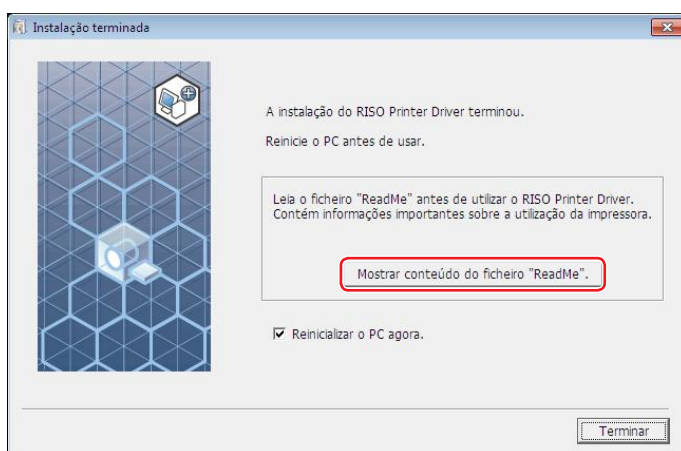 Instalação terminada
A instalação do RISO Printer Driver terminou.
Reinicie o PC antes de usar.
Leia o ficheiro "ReadMe" antes de utilizar o RISO Printer Driver.
Contém informações importantes sobre a utilização da impressora.
Mostrar conteúdo do ficheiro "ReadMe".
Reinicializar o PC agora.
Terminar